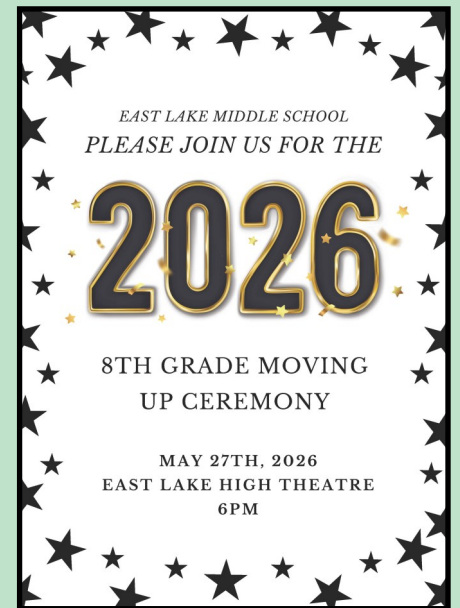 EAST LAKE MIDDLE SCHOOL
PLEASE JOIN US FOR THE
2026
8TH GRADE MOVING
UP CEREMONY
MAY 27TH, 2026
EAST LAKE HIGH THEATRE
6PM